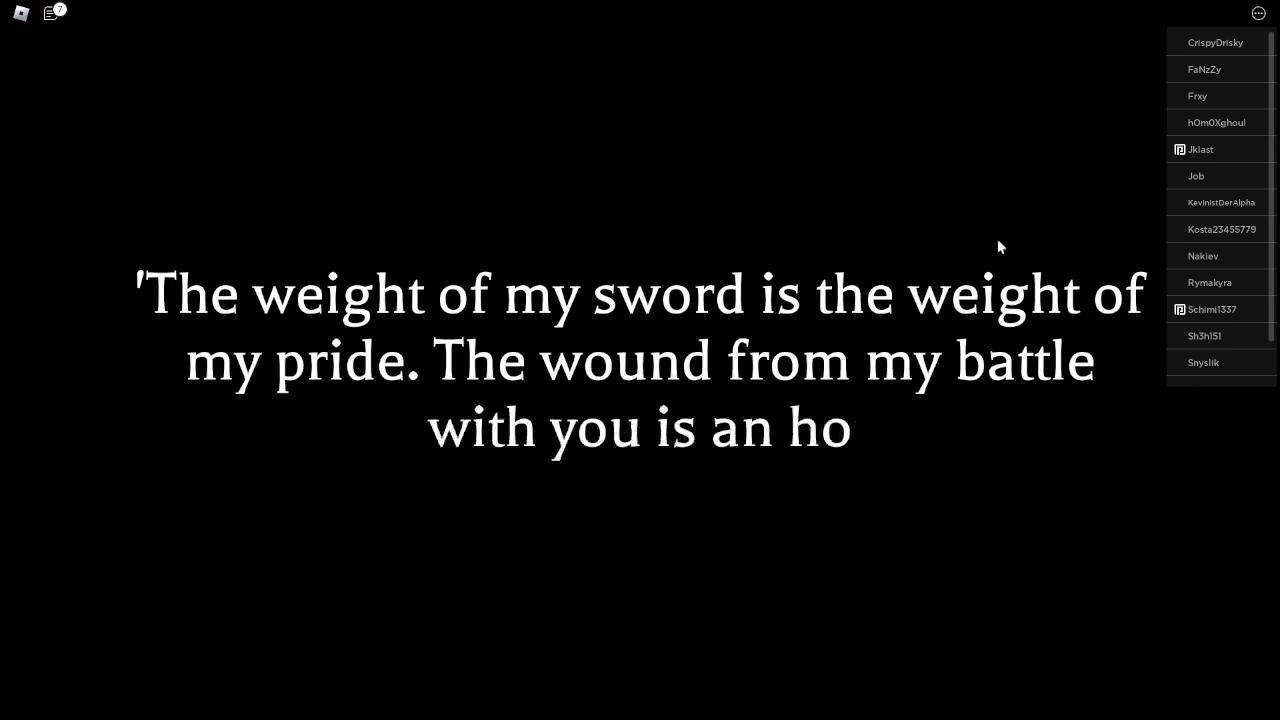 7
CrispyDrisky
FaNzZy
Frxy
hOm0Xghoul
Jklast
Job
KevinIstDerAlpha
Kosta23455779
Nakiev
Rymakyra
Schimi1337
Sh3h151
Snyslik
'The weight of my sword is the weight of
my pride. The wound from my battle
with you is an ho